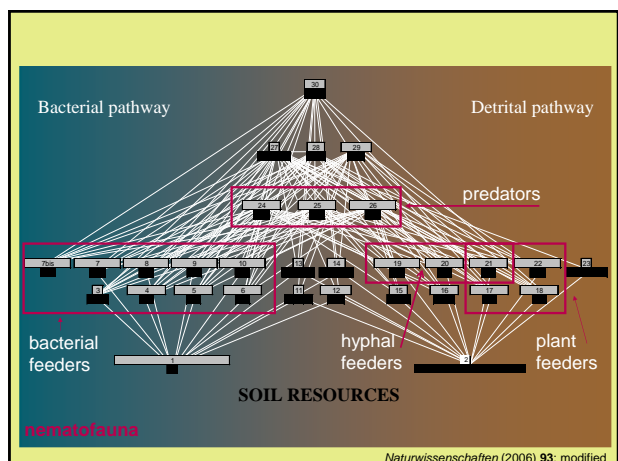 30
Bacterial pathway
Detrital pathway
27 28 29
predators
24 25 26
7bis 7 8 9 10 13 14 19 20 21 22 23
3 4 5 6 11 12 15 16 17 18
bacterial
feeders
hyphal
feeders
plant
feeders
1 2
SOIL RESOURCES
nematofauna
Naturwissenschaften (2006) 93: modified